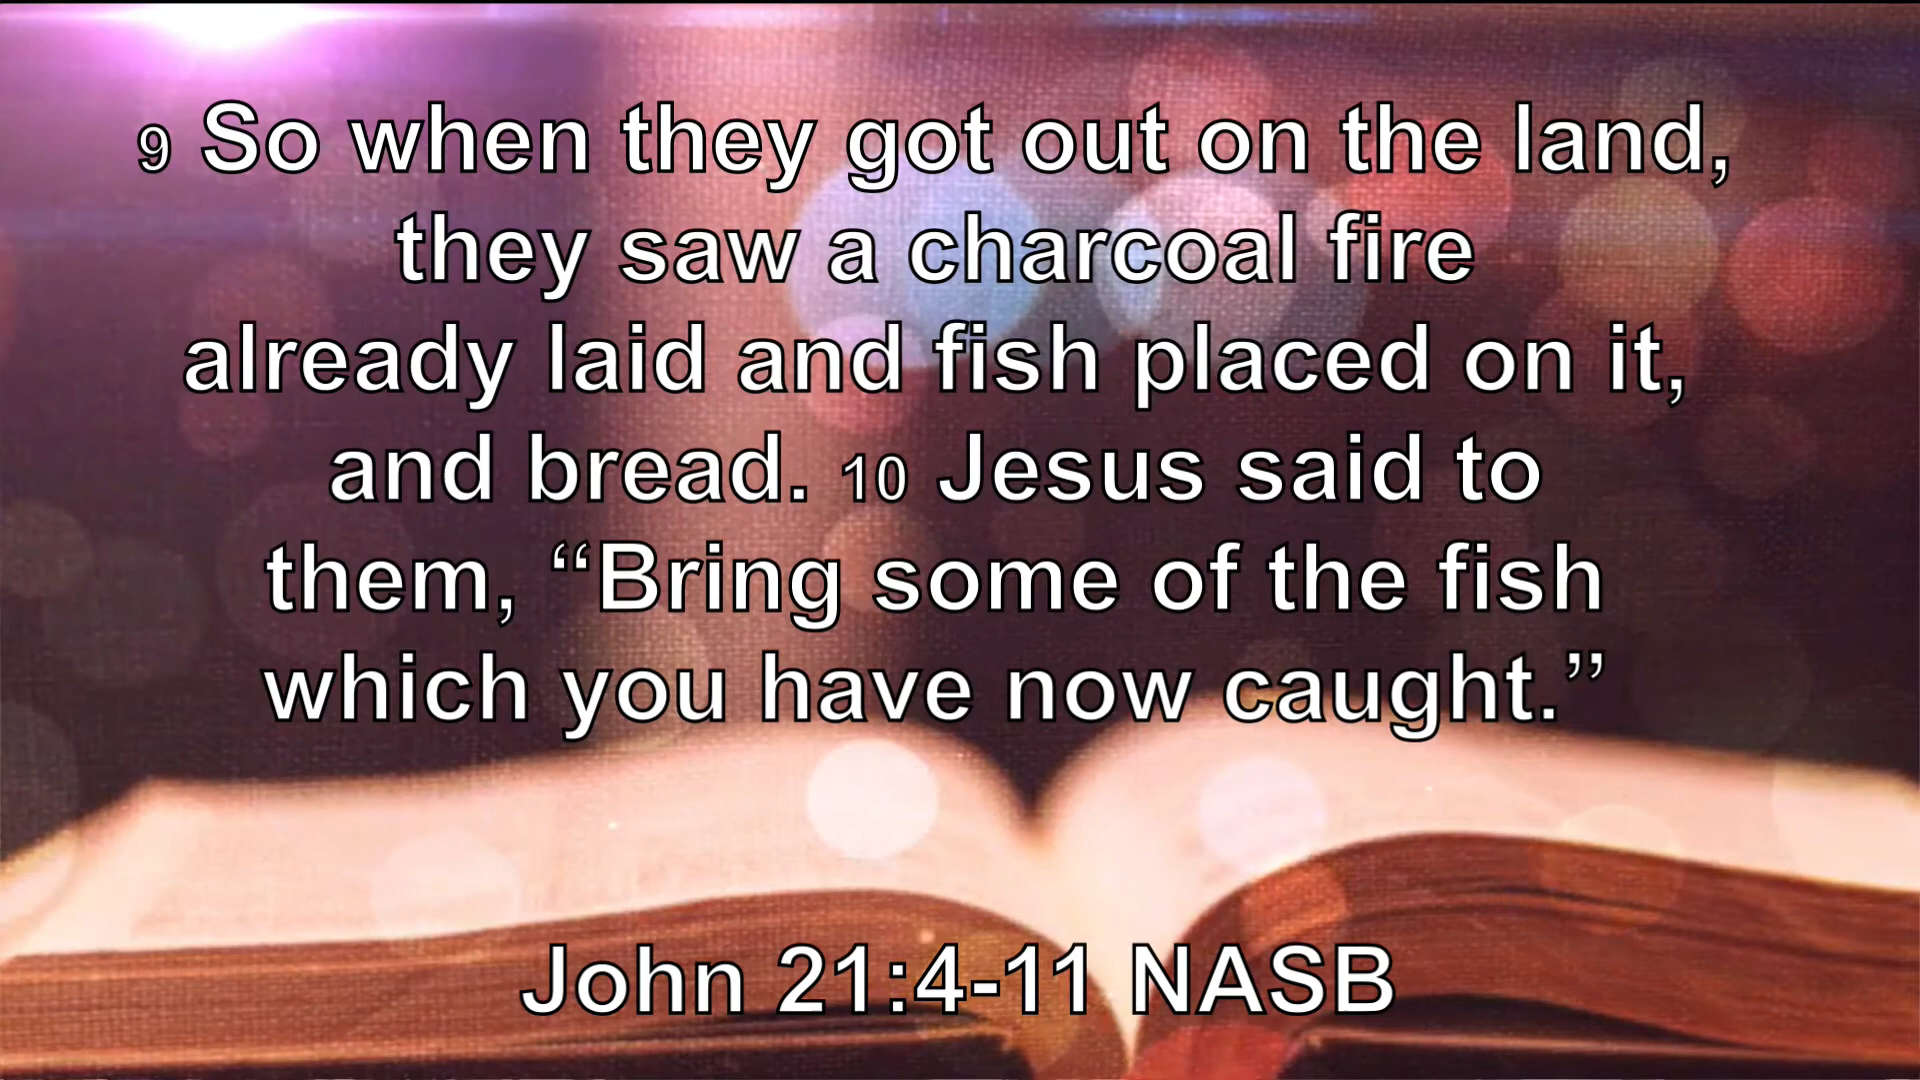 9 So when they got out on the land,
they saw a charcoal fire
already laid and fish placed on it,
and bread. 10 Jesus said to
them, “Bring some of the fish
which you have now caught.”
John 21:4-11 NASB